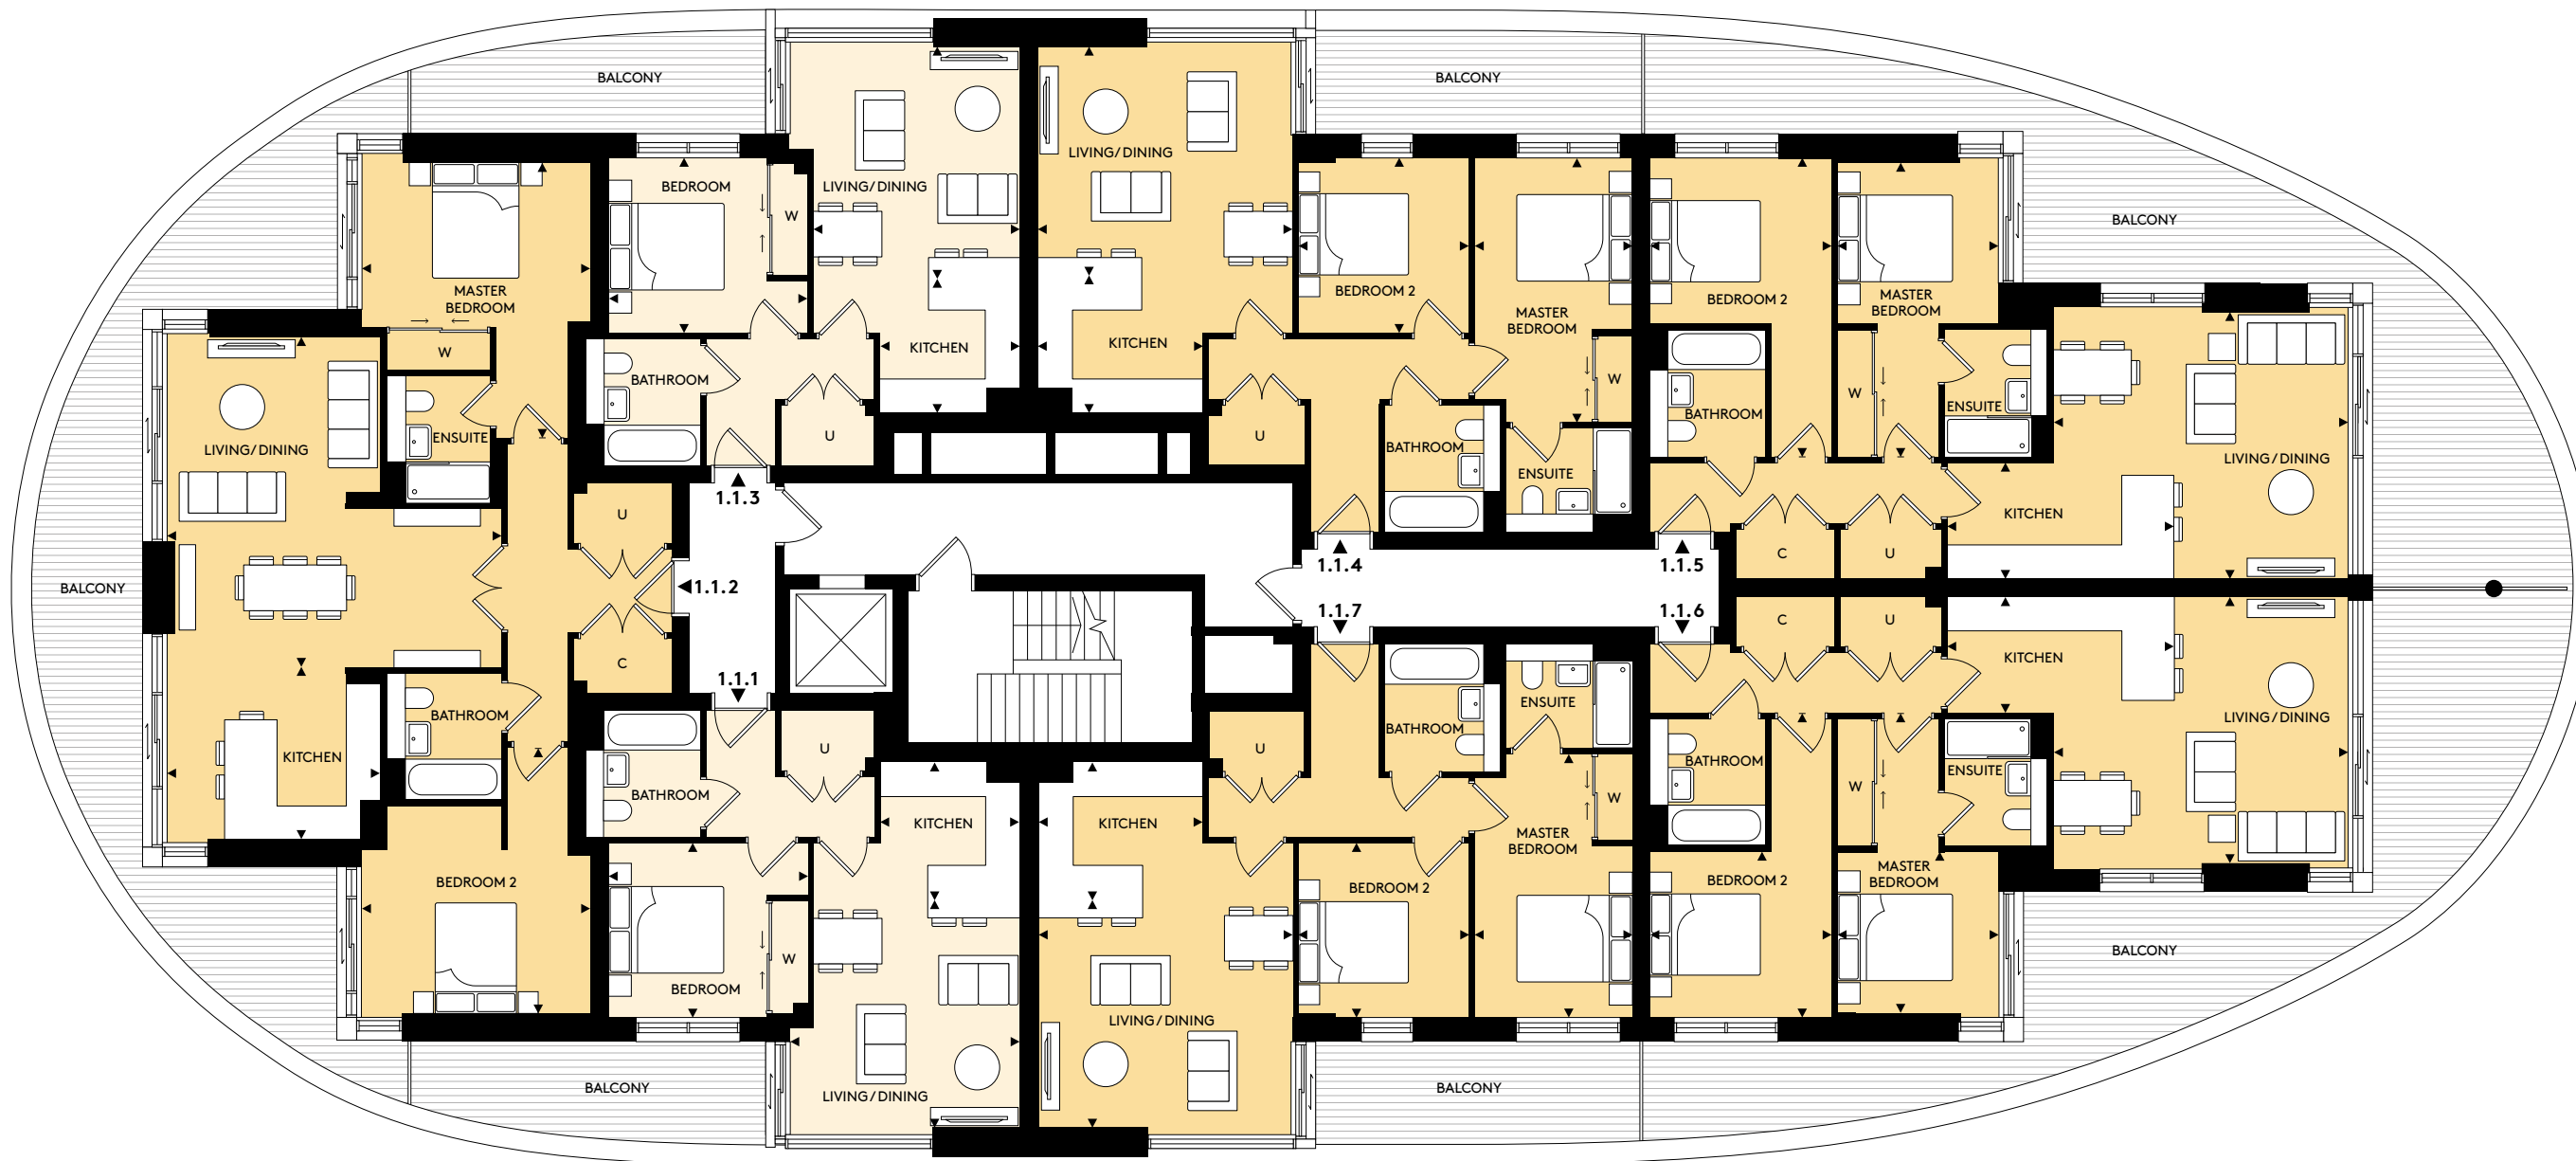 BALCONY
BALCONY
LIVING/DINING
BEDROOM
LIVING/DINING
W
BALCONY
MASTER
BEDROOM
BEDROOM 2
MASTER
BEDROOM
BEDROOM 2
MASTER
BEDROOM
W
KITCHEN
KITCHEN
BATHROOM
W
W
ENSUITE
BATHROOM
LIVING/DINING
ENSUITE
U
U
BATHROOM
LIVING/DINING
ENSUITE
1.1.3
U
KITCHEN
C
U
1.1.4
1.1.5
BALCONY
1.1.2
1.1.7
1.1.6
C
U
C
1.1.1
KITCHEN
ENSUITE
BATHROOM
LIVING/DINING
BATHROOM
U
U
KITCHEN
BATHROOM
ENSUITE
BATHROOM
W
W
KITCHEN
KITCHEN
MASTER
BEDROOM
BEDROOM 2
BEDROOM 2
BEDROOM 2
MASTER
BEDROOM
W
BALCONY
BEDROOM
LIVING/DINING
BALCONY
LIVING/DINING
BALCONY